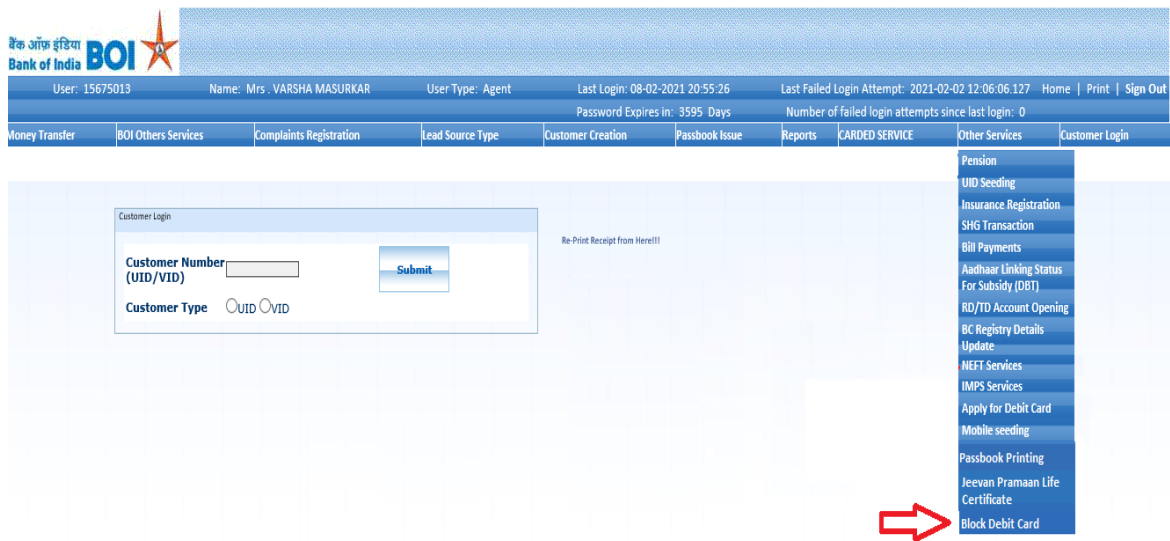 बैंक ऑफ़ इंडिया
Bank of India BOI
User: 15675013 Name: Mrs . VARSHA MASURKAR User Type: Agent Last Login: 08-02-2021 20:55:26 Last Failed Login Attempt: 2021-02-02 12:06:06.127 Home | Print | Sign Out
Password Expires in: 3595 Days Number of failed login attempts since last login: 0
Money Transfer BOI Others Services Complaints Registration Lead Source Type Customer Creation Passbook Issue Reports CARDED SERVICE Other Services Customer Login
Pension
UID Seeding
Insurance Registration
SHG Transaction
Bill Payments
Aadhaar Linking Status
For Subsidy (DBT)
RD/TD Account Opening
BC Registry Details
Update
NEFT Services
IMPS Services
Apply for Debit Card
Mobile seeding
Passbook Printing
Jeevan Pramaan Life
Certificate
Block Debit Card
Customer Login
Customer Number
(UID/VID)
Submit
Customer Type UID VID
Re-Print Receipt from Here!!!